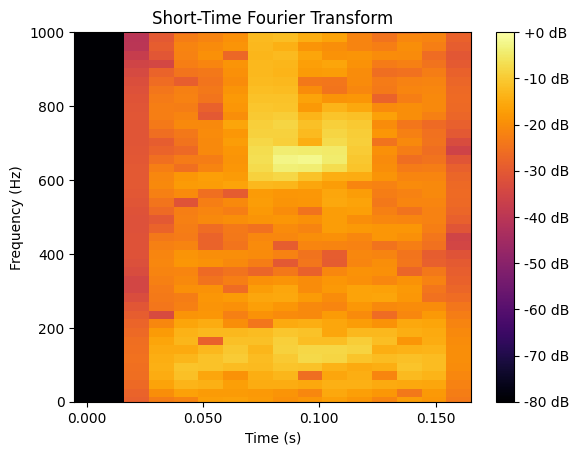 Short-Time Fourier Transform
1000
800
600
400
200
0
Frequency (Hz)
0.000
0.050
0.100
0.150
Time (s)
+0 dB
-10 dB
-20 dB
-30 dB
-40 dB
-50 dB
-60 dB
-70 dB
-80 dB